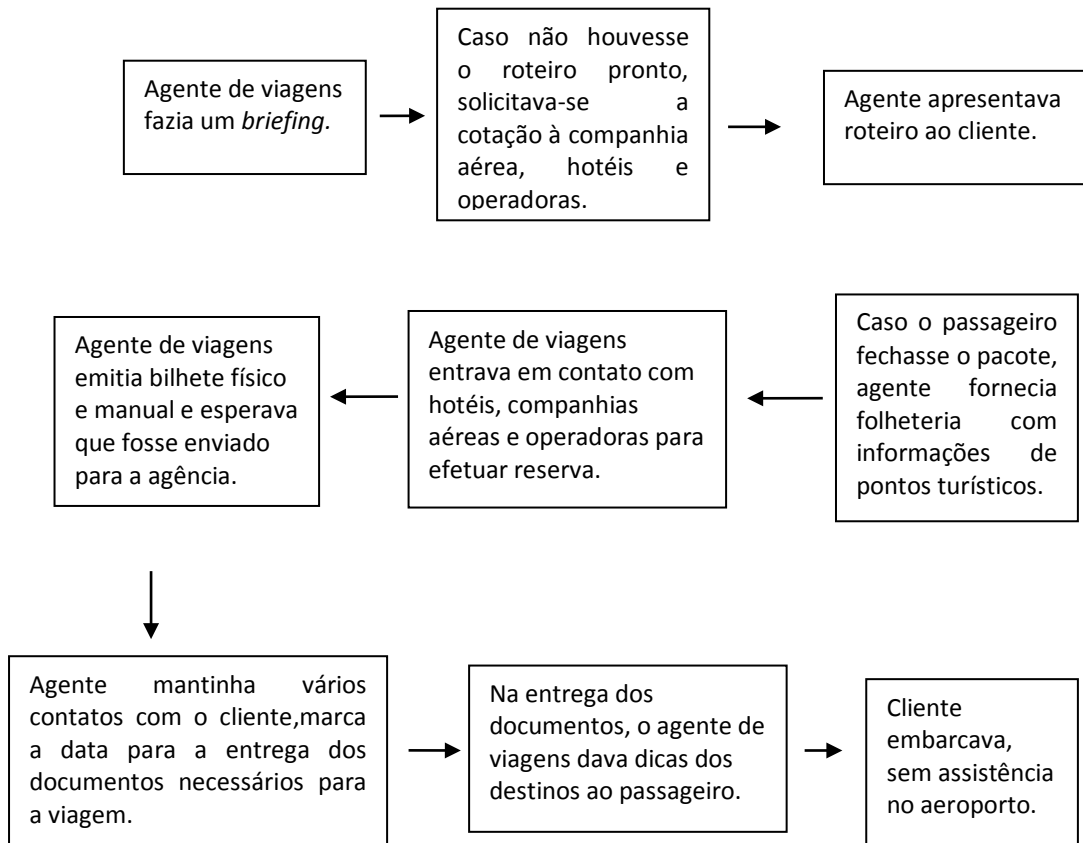 Agente de viagens
fazia um briefing.
Caso não houvesse
o roteiro pronto,
solicitava-se a
cotação à companhia
aérea, hotéis e
operadoras.
Agente apresentava
roteiro ao cliente.
Caso o passageiro
fechasse o pacote,
agente fornecia
folheteria com
informações de
pontos turísticos.
Agente de viagens
entrava em contato com
hotéis, companhias
aéreas e operadoras para
efetuar reserva.
Agente de viagens
emitia bilhete físico
e manual e esperava
que fosse enviado
para a agência.
Agente mantinha vários
contatos com o cliente,marca
a data para a entrega dos
documentos necessários para
a viagem.
Na entrega dos
documentos, o agente de
viagens dava dicas dos
destinos ao passageiro.
Cliente
embarcava,
sem assistência
no aeroporto.